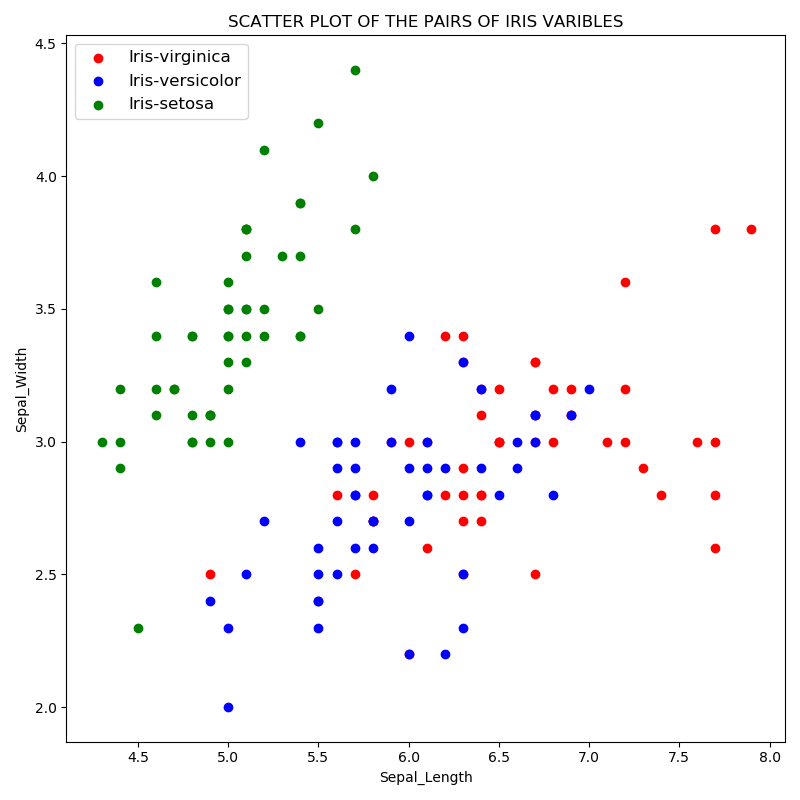 SCATTER PLOT OF THE PAIRS OF IRIS VARIBLES
Iris-virginica
Iris-versicolor
Iris-setosa
4.5
4.0
3.5
3.0
2.5
2.0
Sepal_Width
4.5 5.0 5.5 6.0 6.5 7.0 7.5 8.0
Sepal_Length